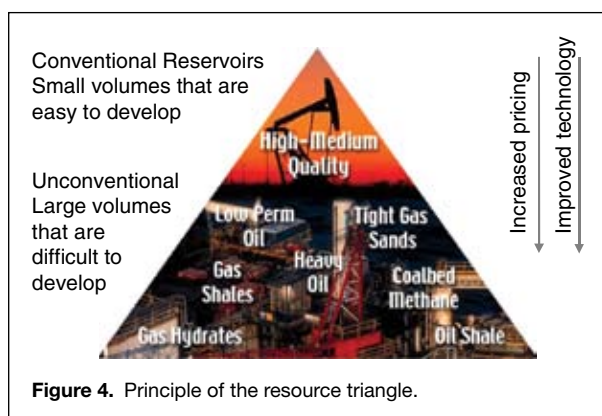 Conventional Reservoirs
Small volumes that are
easy to develop
Unconventional
Large volumes
that are
difficult to
develop
High-Medium
Quality
Low Perm
Oil
Tight Gas
Sands
Gas
Shales
Heavy
Oil
Coalbed
Methane
Gas Hydrates
Oil Shale
Increased pricing
Improved technology
Figure 4. Principle of the resource triangle.